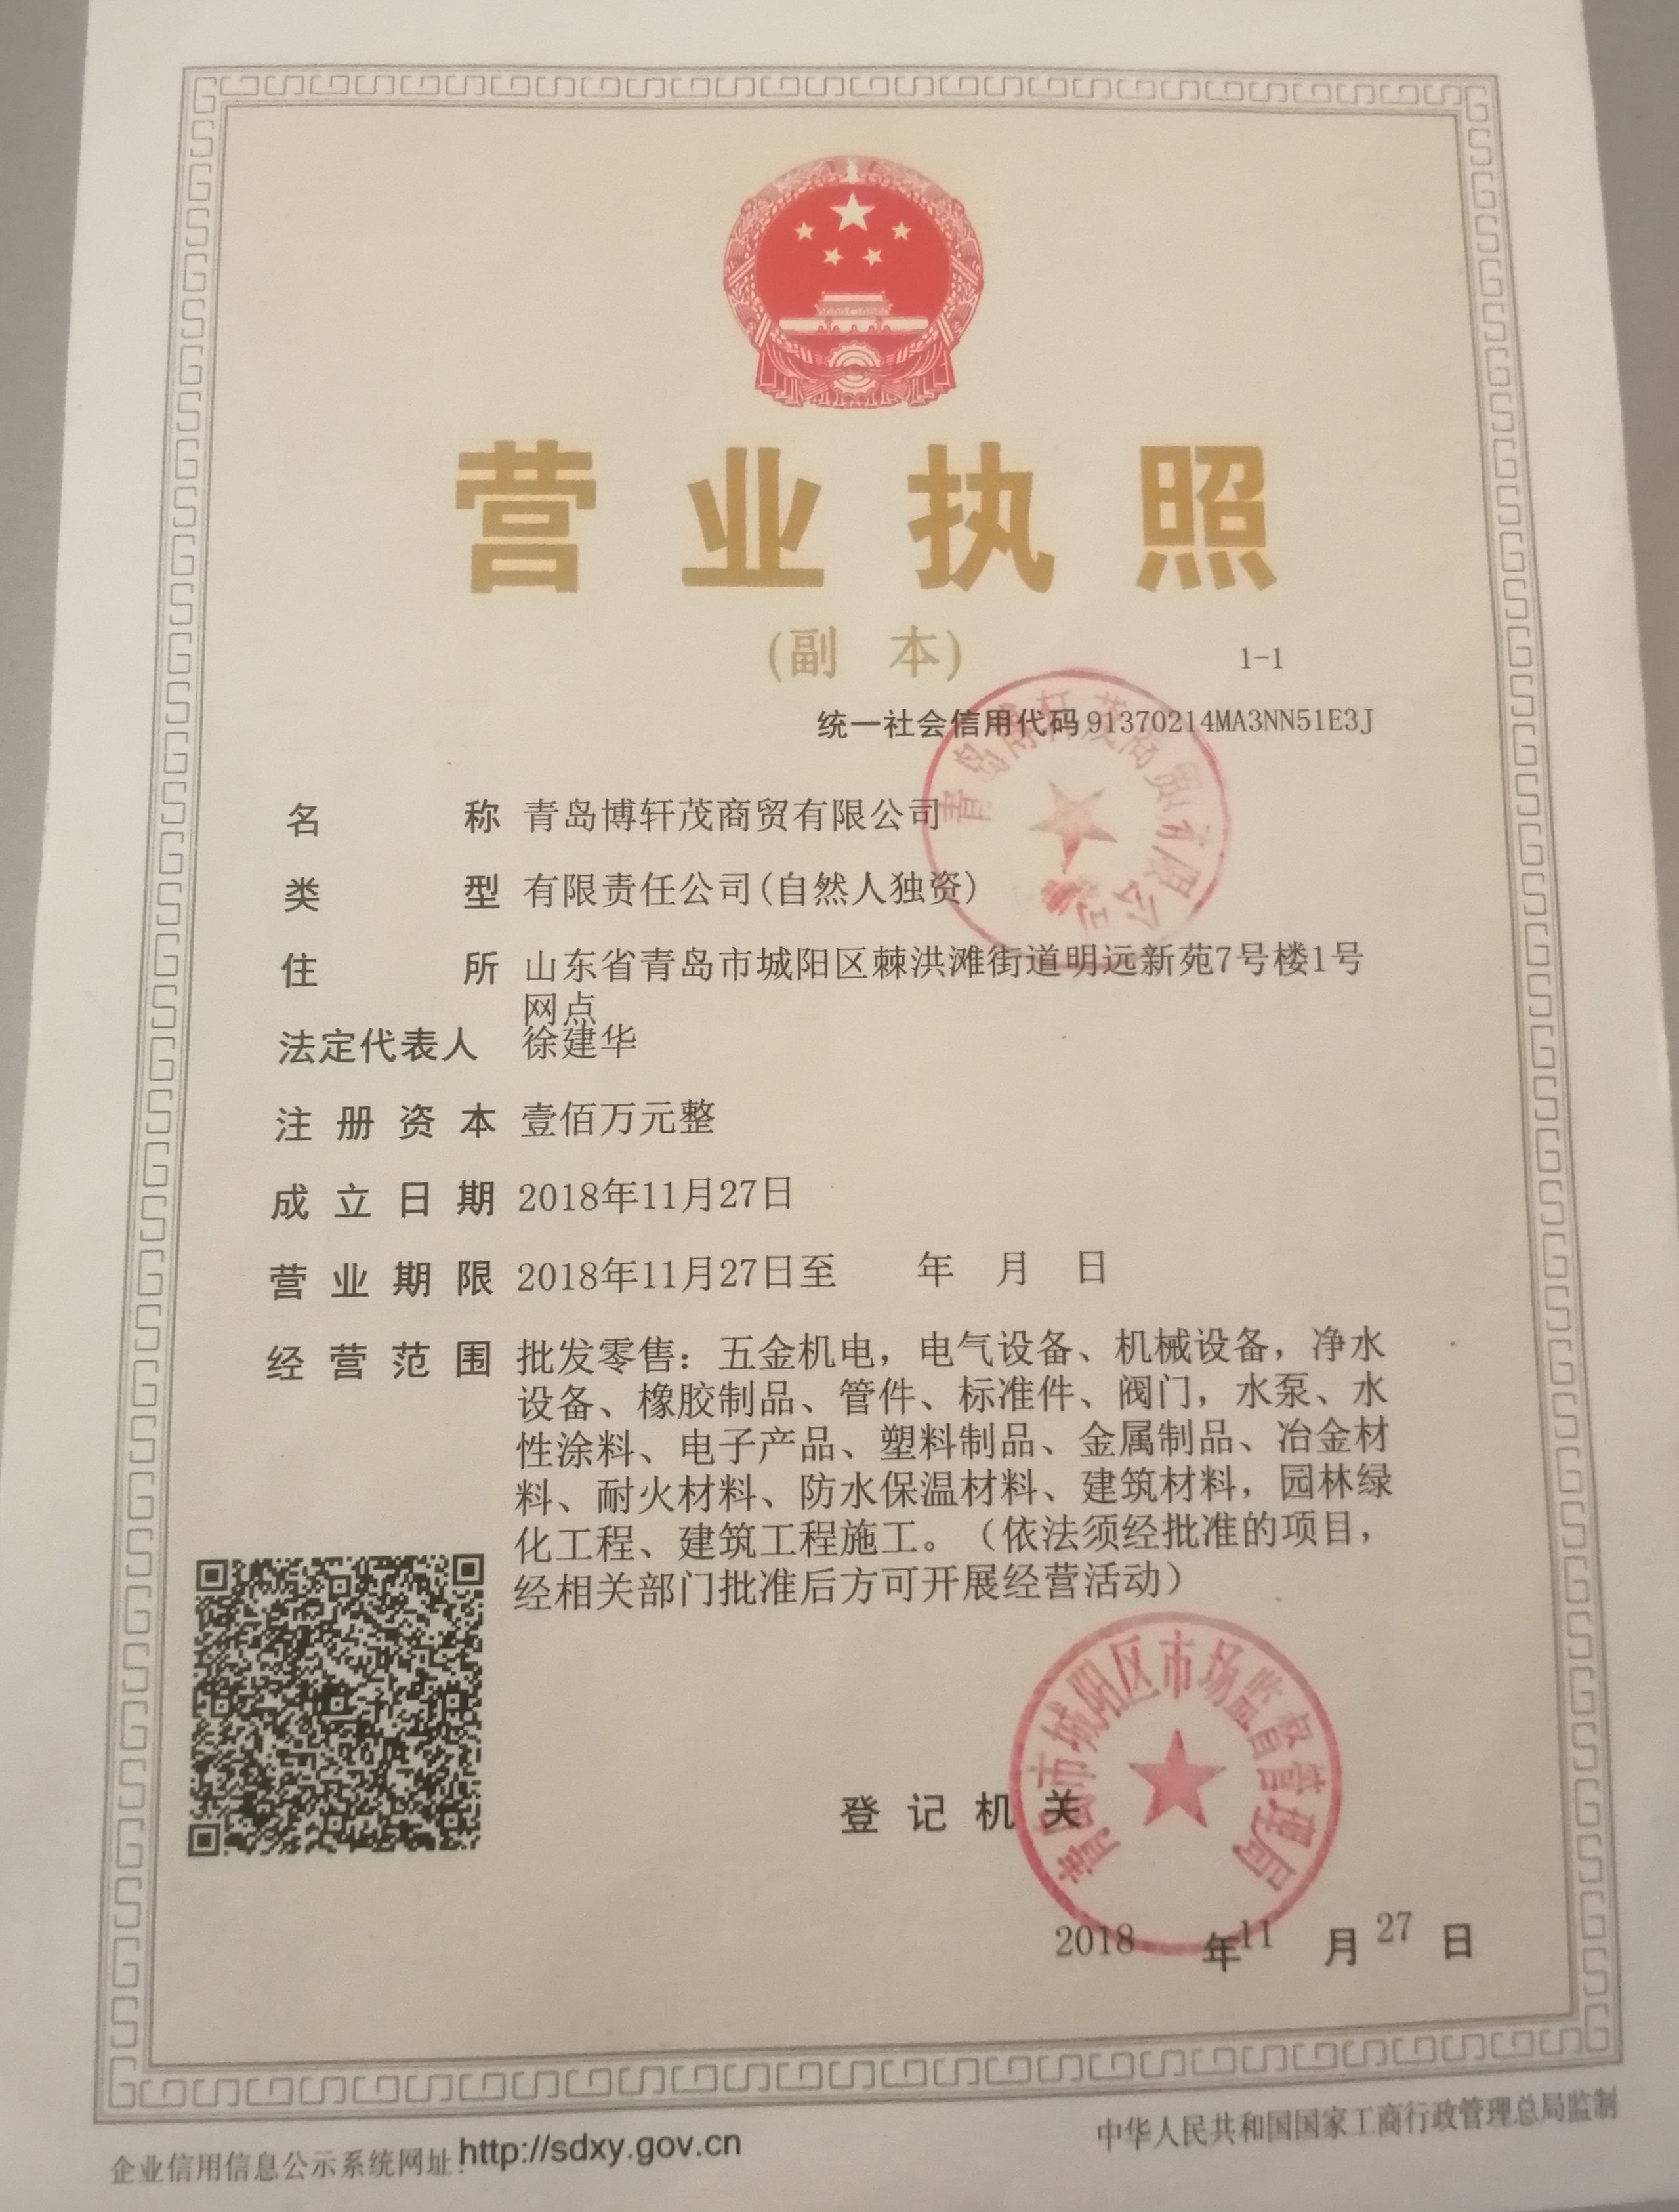 营业执照
(副 本)
1-1
统一社会信用代码 91370214MA3NN51E3J
名称 青岛博轩茂商贸有限公司
类型 有限责任公司(自然人独资)
住所 山东省青岛市城阳区棘洪滩街道明远新苑7号楼1号
网点
法定代表人 徐建华
注册资本 壹佰万元整
成立日期 2018年11月27日
营业期限 2018年11月27日至 年 月 日
经营范围 批发零售：五金机电，电气设备、机械设备，净水
设备、橡胶制品、管件、标准件、阀门，水泵、水
性涂料、电子产品、塑料制品、金属制品、冶金材
料、耐火材料、防水保温材料、建筑材料，园林绿
化工程、建筑工程施工。（依法须经批准的项目，
经相关部门批准后方可开展经营活动）
青岛博轩茂商贸有限公司
登记机关
青岛市城阳区市场监督管理局
2018 年 11 月 27 日
企业信用信息公示系统网址: http://sdxy.gov.cn
中华人民共和国国家工商行政管理总局监制